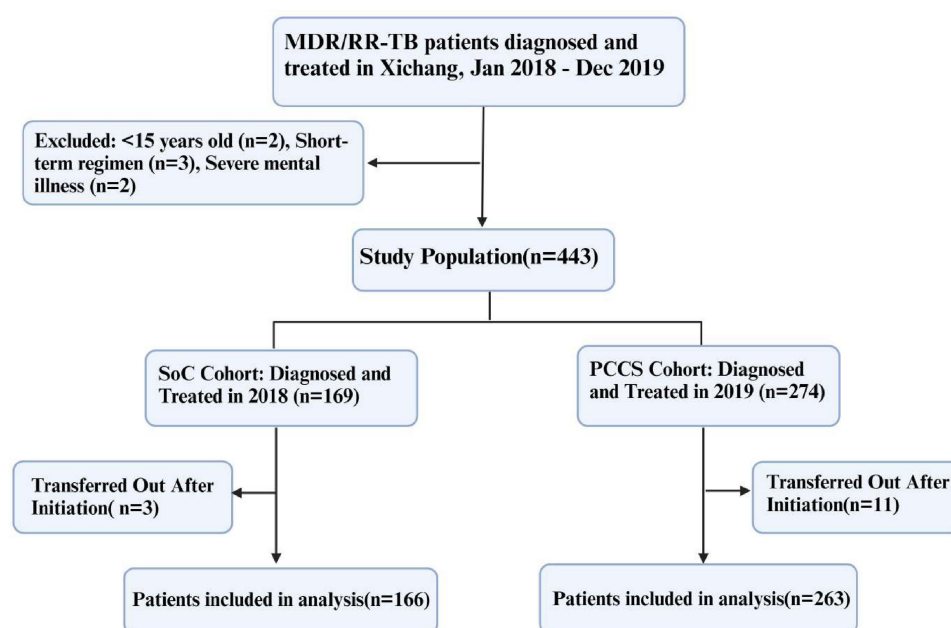 MDR/RR-TB patients diagnosed and
treated in Xichang, Jan 2018 - Dec 2019
Excluded: <15 years old (n=2), Short-
term regimen (n=3), Severe mental
illness (n=2)
Study Population(n=443)
SoC Cohort: Diagnosed and
Treated in 2018 (n=169)
PCCS Cohort: Diagnosed
and Treated in 2019 (n=274)
Transferred Out After
Initiation( n=3)
Transferred Out After
Initiation(n=11)
Patients included in analysis(n=166)
Patients included in analysis(n=263)